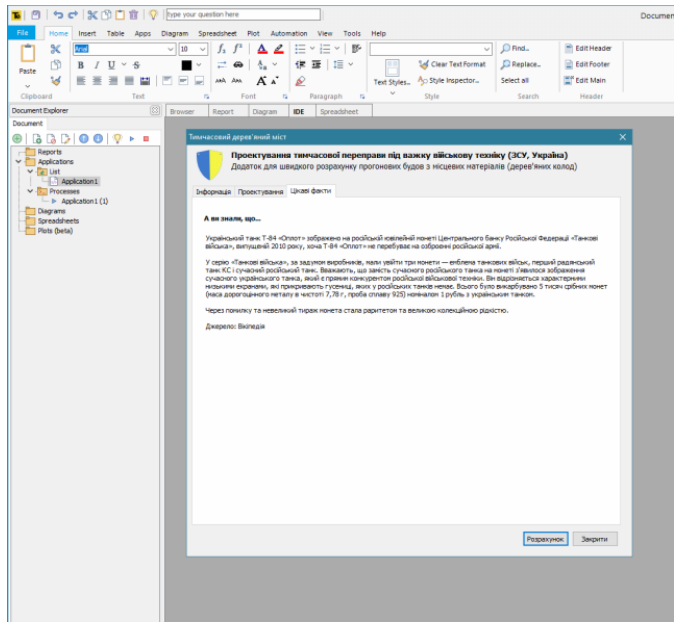 type your question here
Documen
File Home Insert Table Apps Diagram Spreadsheet Plot Automation View Tools Help
Arial 10
Find...
Edit Header
Paste
B I U S
Clear Text Format
Replace...
Edit Footer
Text Styles...
Style Inspector...
Select all
Edit Main
Clipboard Text Font Paragraph Style Search Header
Document Explorer
Browser Report Diagram IDE Spreadsheet
Document
Reports
Applications
List
Application1
Processes
Application1 (1)
Diagrams
Spreadsheets
Plots (beta)
Тимчасовий дерев'яний міст
Проектування тимчасової переправи під важку військову техніку (ЗСУ, Україна)
Додаток для швидкого розрахунку прогонових будов з місцевих матеріалів (дерев'яних колод)
Інформація Проектування Цікаві факти
А ви знали, що...
Український танк Т-84 «Оплот» зображено на російській ювілейній монеті Центрального банку Російської Федерації «Танкові
війська», випущеній 2010 року, хоча Т-84 «Оплот» не перебуває на озброєнні російської армії.
У серію «Танкові війська», за задумом виробників, мали увійти три монети — емблема танкових військ, перший радянський
танк КС і сучасний російський танк. Вважають, що замість сучасного російського танка на монеті з'явилося зображення
сучасного українського танка, який є прямим конкурентом російської військової техніки. Він відрізняється характерними
низькими екранами, які прикривають гусениці, яких у російських танків немає. Всього було викарбувано 5 тисяч срібних монет
(маса дорогоцінного металу в чистоті 7,78 г, проба сплаву 925) номіналом 1 рубль з українським танком.
Через помилку та невеликий тираж монета стала раритетом та великою колекційною рідкістю.
Джерело: Вікіпедія
Розрахунок Закрити